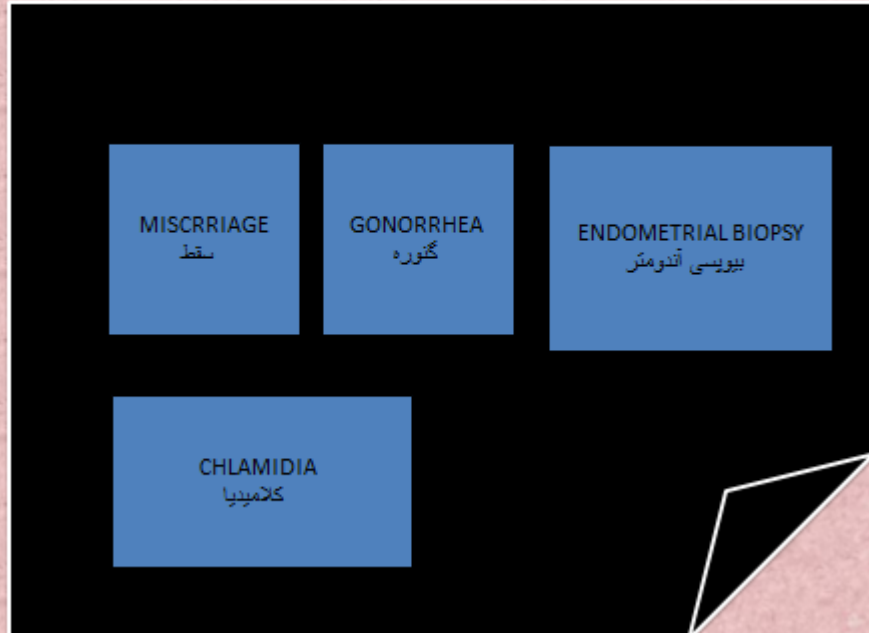 MISCRRIAGE
سقط
GONORRHEA
گنوره
ENDOMETRIAL BIOPSY
بیوپسی آندومتر
CHLAMIDIA
کلامیدیا